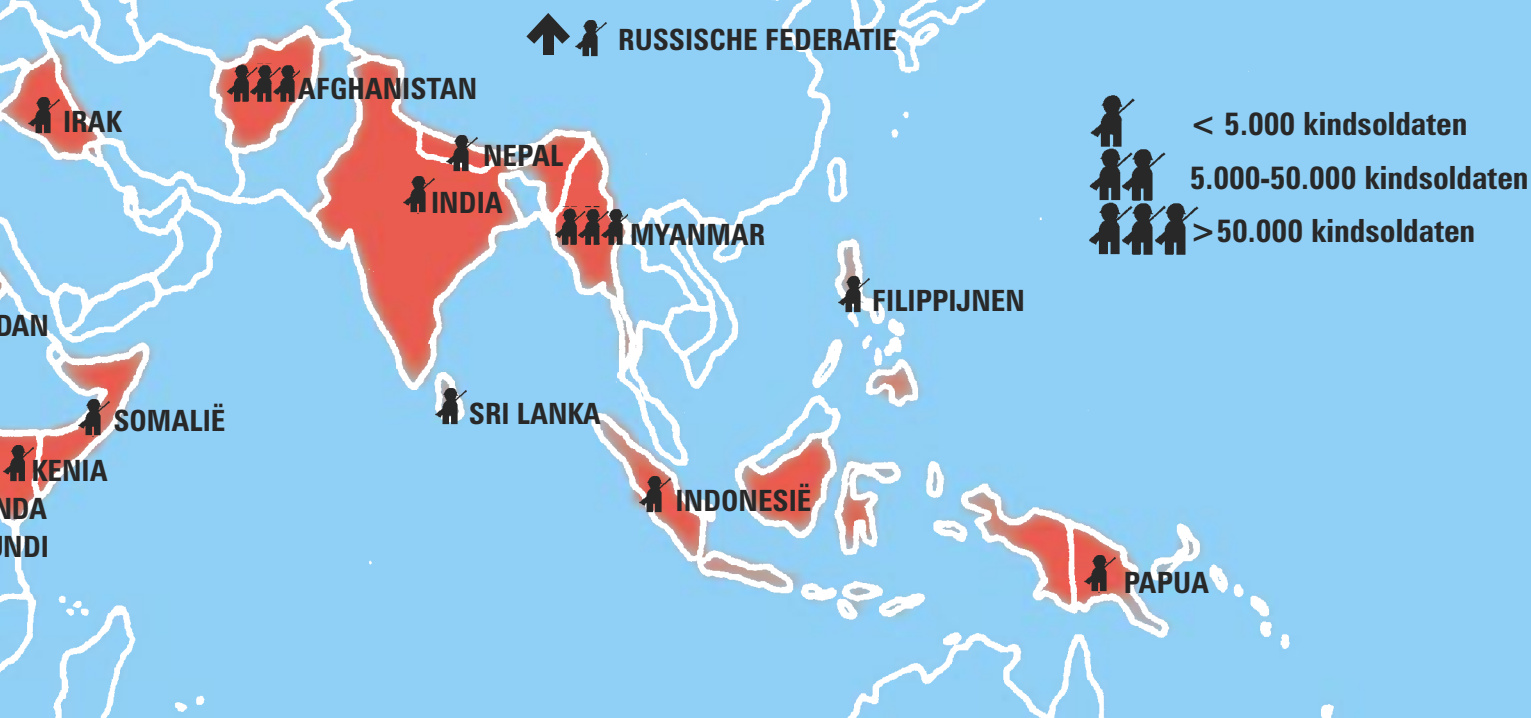 RUSSISCHE FEDERATIE
AFGHANISTAN
IRAK
< 5.000 kindsoldaten
NEPAL
5.000-50.000 kindsoldaten
INDIA
MYANMAR
>50.000 kindsoldaten
FILIPPIJNEN
DAN
SOMALIË
SRI LANKA
KENIA
INDONESIË
NDA
UNDI
PAPUA